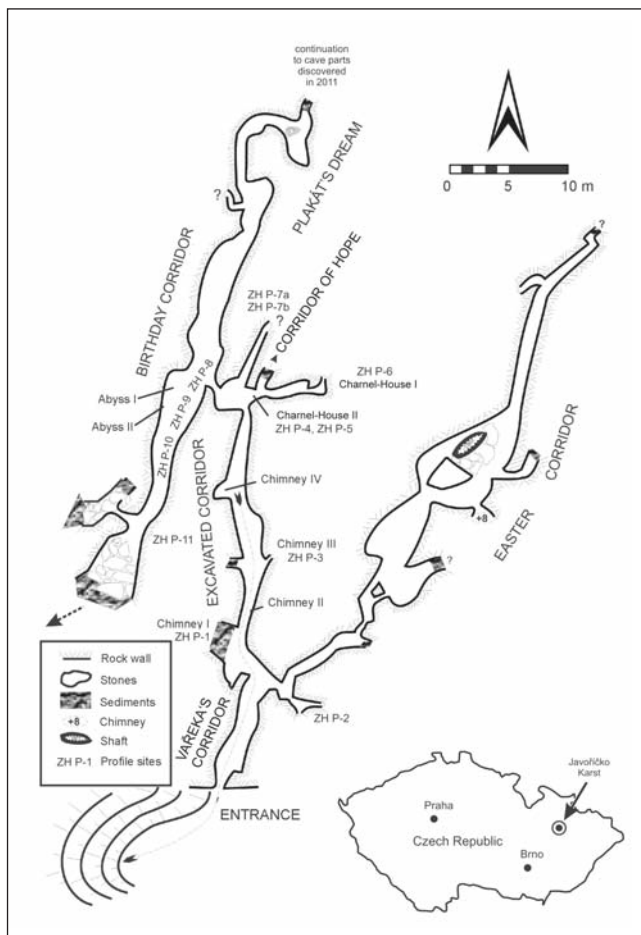 continuation
to cave parts
discovered
in 2011
PLAKÁT'S DREAM
0 5 10 m
?
?
BIRTHDAY CORRIDOR
ZH P-7a
ZH P-7b
?
CORRIDOR OF HOPE
ZH P-6
Charnel-House I
Abyss I
Abyss II
ZH P-8
ZH P-9
ZH P-10
Charnel-House II
ZH P-4, ZH P-5
Chimney IV
EXCAVATED CORRIDOR
EASTER
CORRIDOR
+8
ZH P-11
Chimney III
ZH P-3
?
Chimney II
Chimney I
ZH P-1
ZH P-2
VAŘEKA'S
CORRIDOR
ENTRANCE
Rock wall
Stones
Sediments
+8 Chimney
Shaft
ZH P-1 Profile sites
Javoříčko
Karst
Praha
Czech Republic
Brno